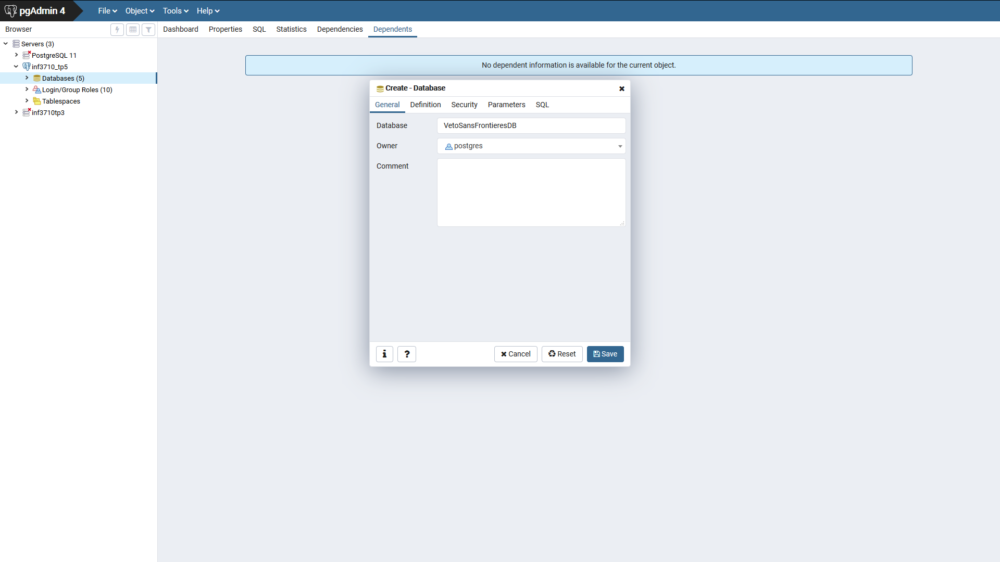 pgAdmin 4
File Object Tools Help
Browser
Dashboard Properties SQL Statistics Dependencies Dependents
Servers (3)
PostgreSQL 11
inf3710_tp5
Databases (5)
Login/Group Roles (10)
Tablespaces
inf3710tp3
No dependent information is available for the current object.
Create - Database
General Definition Security Parameters SQL
Database VetoSansFrontieresDB
Owner postgres
Comment
i ? Cancel Reset Save